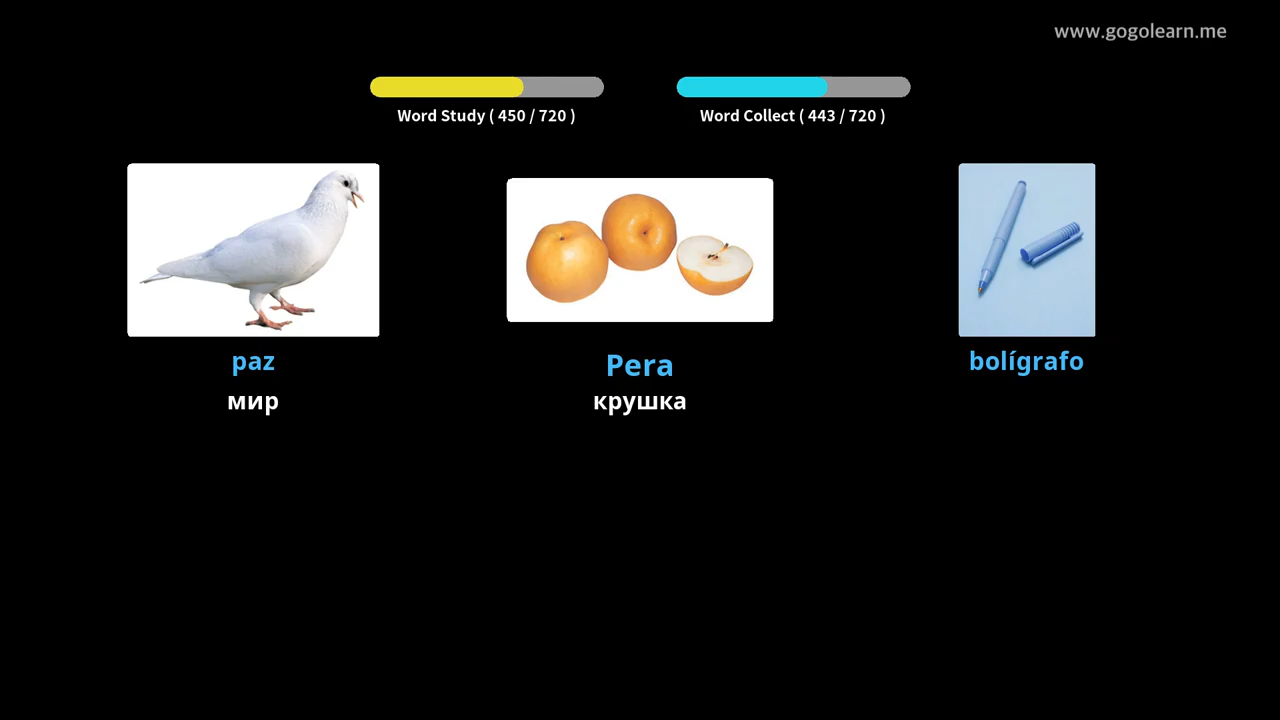 www.gogolearn.me
Word Study ( 450 / 720 )
Word Collect ( 443 / 720 )
paz
мир
Pera
крушка
bolígrafo